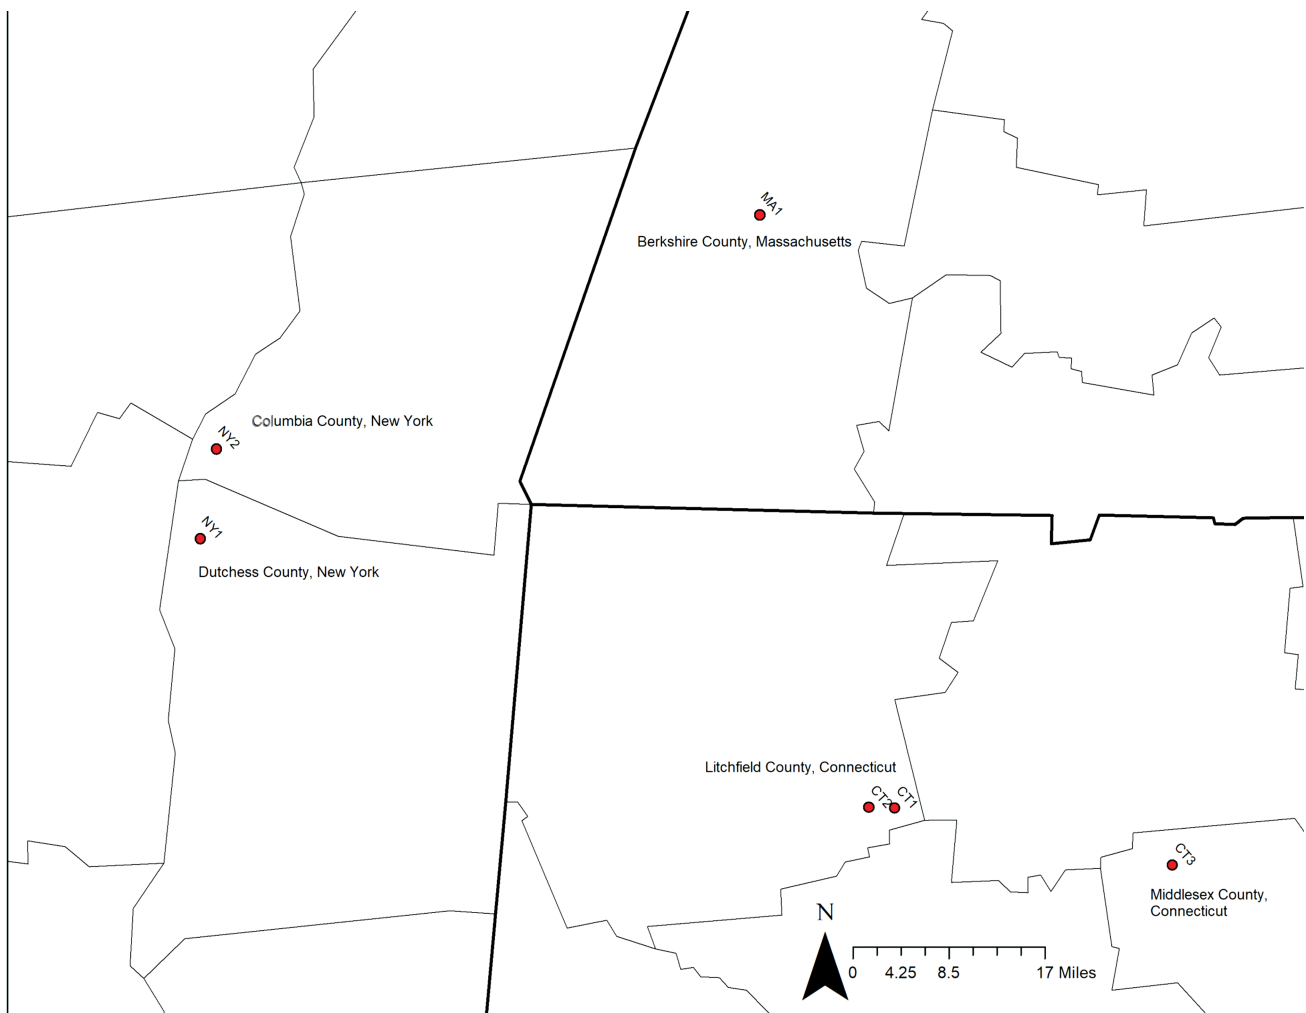 MA1
Berkshire County, Massachusetts
Columbia County, New York
NY2
NY1
Dutchess County, New York
Litchfield County, Connecticut
CT2
CT1
CT3
Middlesex County,
Connecticut
N
0 4.25 8.5 17 Miles